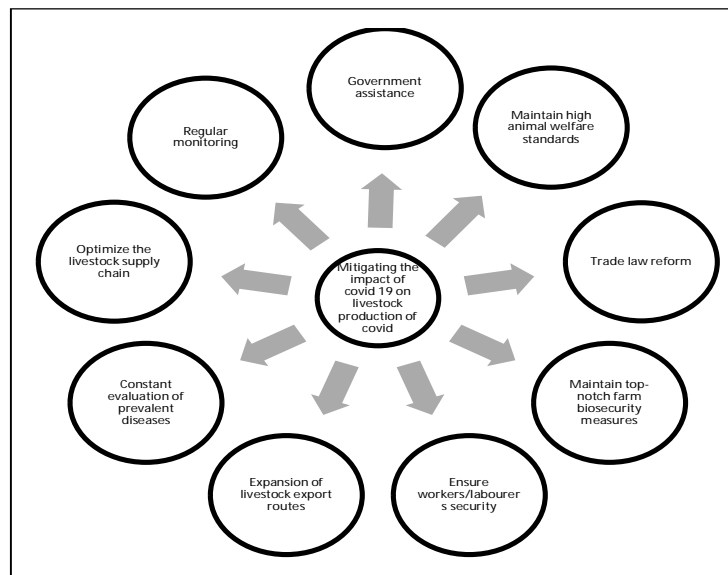 Government
assistance
Maintain high
animal welfare
standards
Trade law reform
Maintain top-
notch farm
biosecurity
measures
Ensure
workers/labourer
s security
Expansion of
livestock export
routes
Constant
evaluation of
prevalent
diseases
Optimize the
livestock supply
chain
Regular
monitoring
Mitigating the
impact of
covid 19 on
livestock
production of
covid